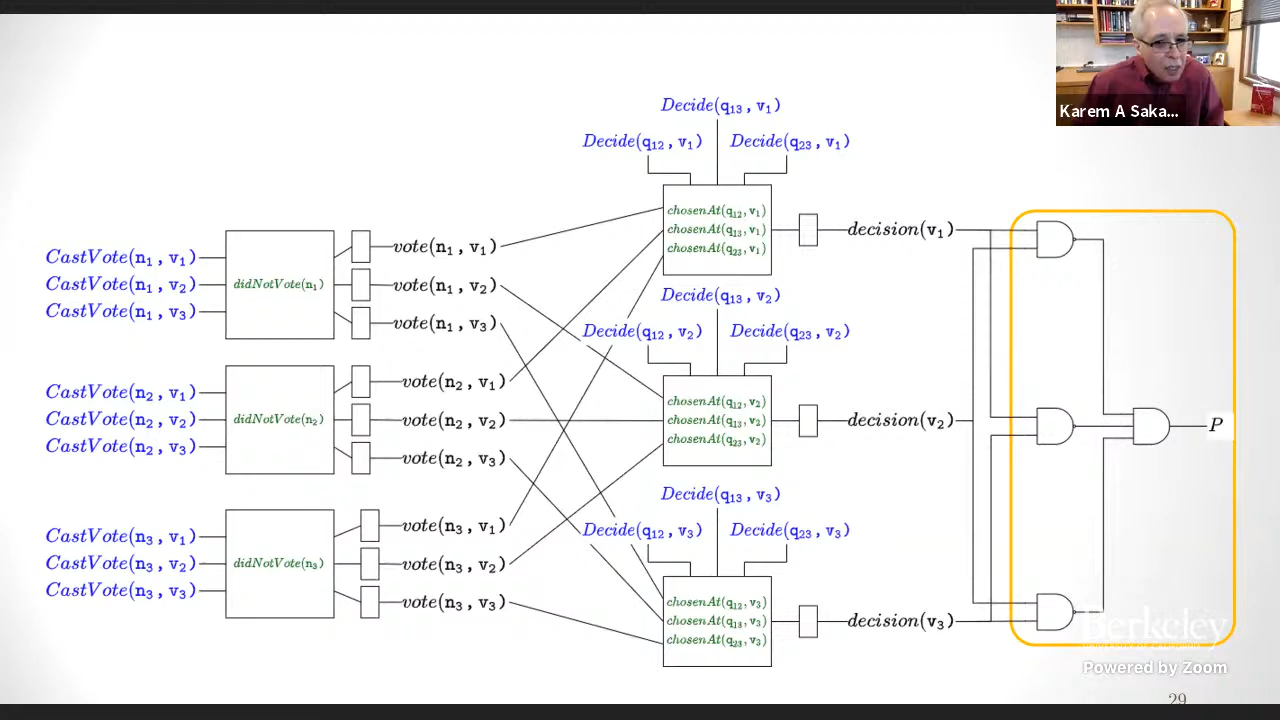 Karem A Saka...
Decide(q13, v1)
Decide(q12, v1)
Decide(q23, v1)
chosenAt(q12, v1)
chosenAt(q13, v1)
chosenAt(q23, v1)
decision(v1)
CastVote(n1, v1)
CastVote(n1, v2)
CastVote(n1, v3)
didNotVote(n1)
vote(n1, v1)
vote(n1, v2)
vote(n1, v3)
Decide(q13, v2)
Decide(q12, v2)
Decide(q23, v2)
chosenAt(q12, v2)
chosenAt(q13, v2)
chosenAt(q23, v2)
decision(v2)
P
CastVote(n2, v1)
CastVote(n2, v2)
CastVote(n2, v3)
didNotVote(n2)
vote(n2, v1)
vote(n2, v2)
vote(n2, v3)
Decide(q13, v3)
Decide(q12, v3)
Decide(q23, v3)
chosenAt(q12, v3)
chosenAt(q13, v3)
chosenAt(q23, v3)
decision(v3)
CastVote(n3, v1)
CastVote(n3, v2)
CastVote(n3, v3)
didNotVote(n3)
vote(n3, v1)
vote(n3, v2)
vote(n3, v3)
Berkeley
UNIVERSITY OF CALIFORNIA
Powered by Zoom
29